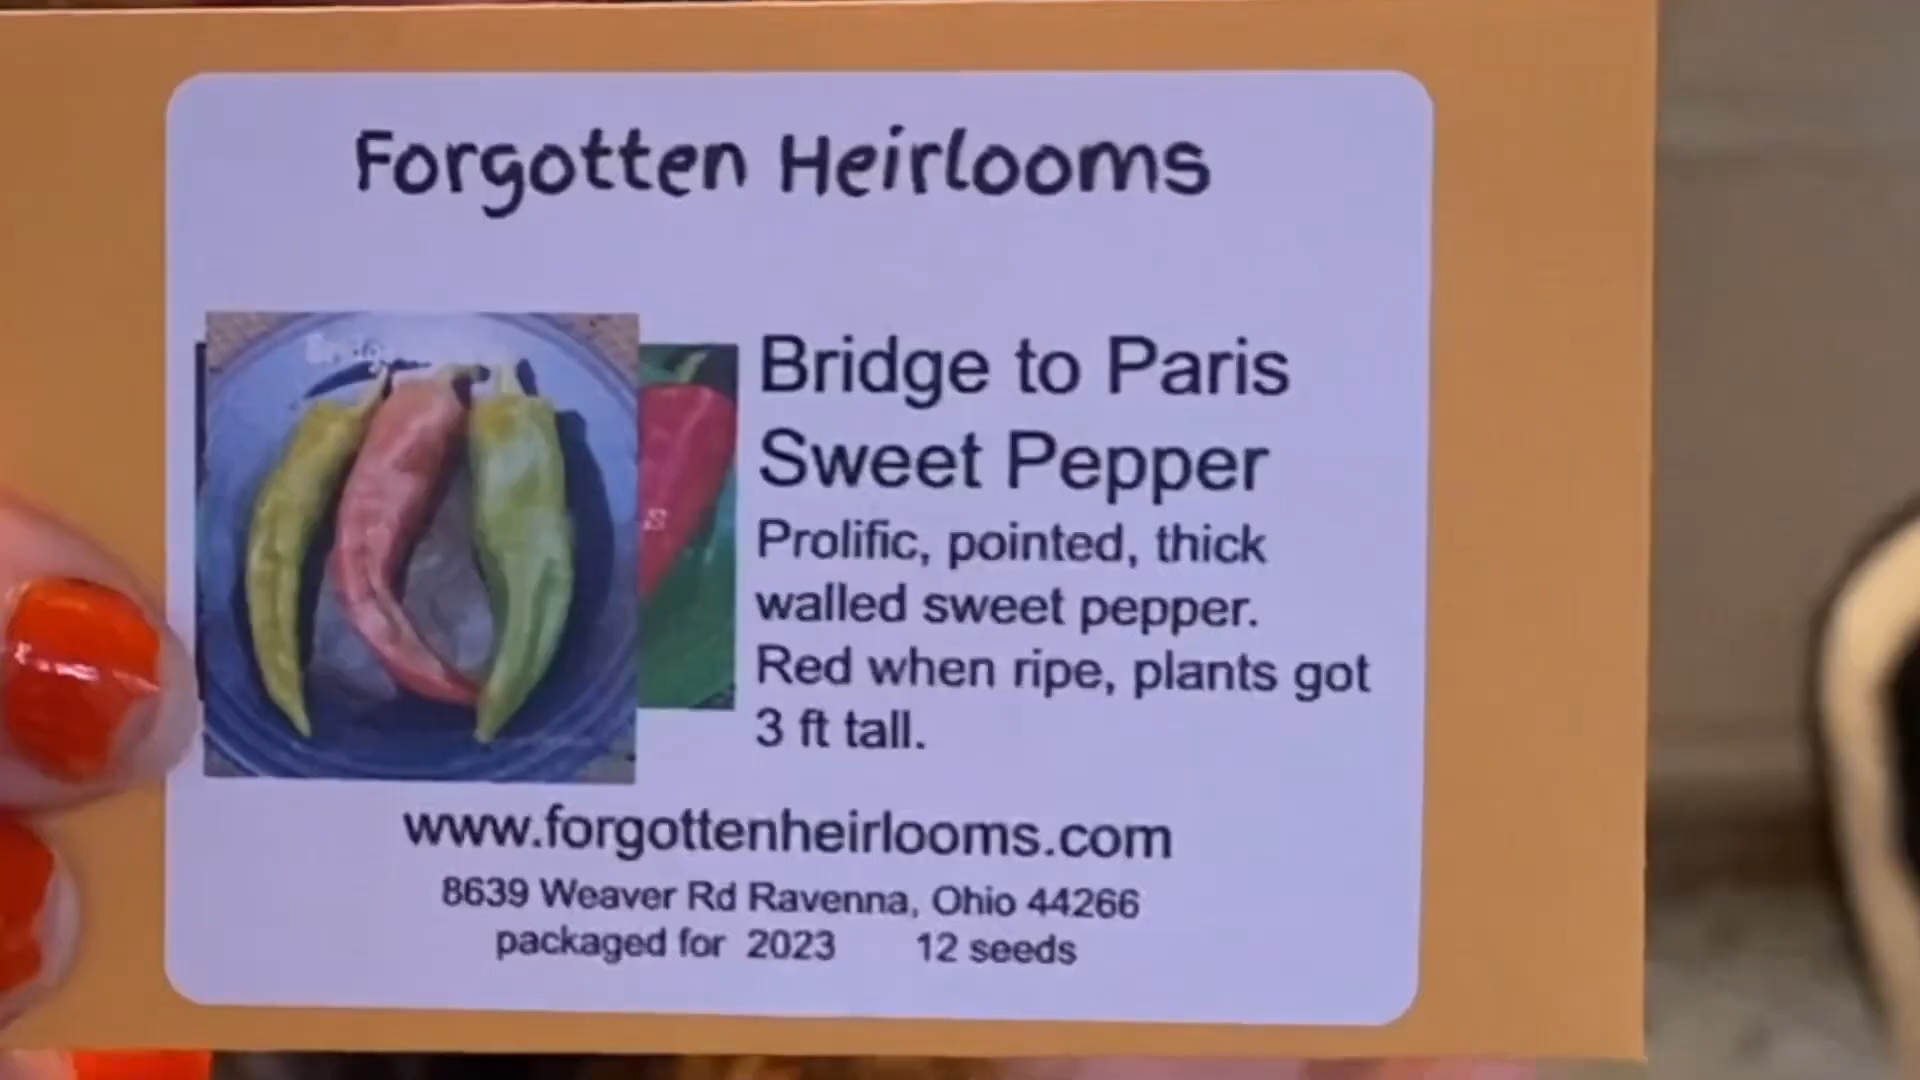 Forgotten Heirlooms
Bridge to Paris
Sweet Pepper
Prolific, pointed, thick
walled sweet pepper.
Red when ripe, plants got
3 ft tall.
www.forgottenheirlooms.com
8639 Weaver Rd Ravenna, Ohio 44266
packaged for 2023 12 seeds